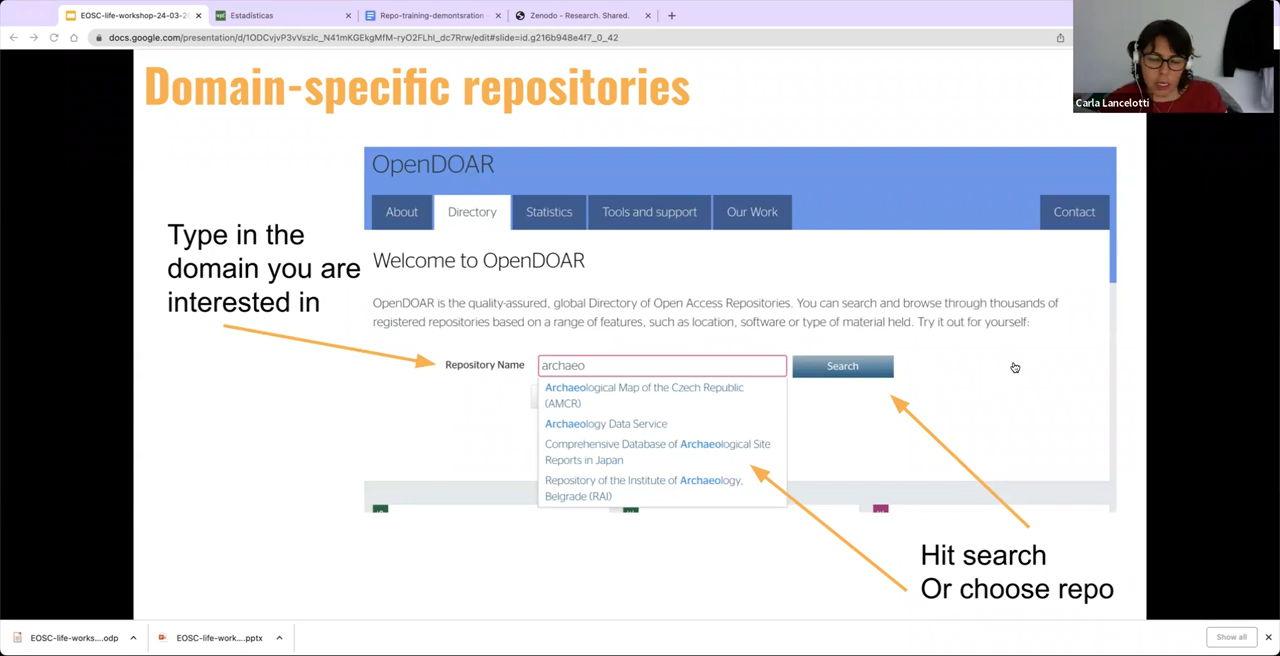 EOSC-life-workshop-24-03-20
Estadísticas
Repo-training-demontsration -
Zenodo - Research. Shared.
docs.google.com/presentation/d/1ODCvjvP3vVszlc_N41mKGEkgMfM-ryO2FLhI_dc7Rrw/edit#slide=id.g216b948e4f7_0_42
Carla Lancelotti
Domain-specific repositories
OpenDOAR
About Directory Statistics Tools and support Our Work Contact
Welcome to OpenDOAR
OpenDOAR is the quality-assured, global Directory of Open Access Repositories. You can search and browse through thousands of
registered repositories based on a range of features, such as location, software or type of material held. Try it out for yourself:
Type in the
domain you are
interested in
Repository Name archaeo Search
Archaeological Map of the Czech Republic
(AMCR)
Archaeology Data Service
Comprehensive Database of Archaeological Site
Reports in Japan
Repository of the Institute of Archaeology,
Belgrade (RAI)
Hit search
Or choose repo
EOSC-life-works....odp
EOSC-life-work....pptx
Show all